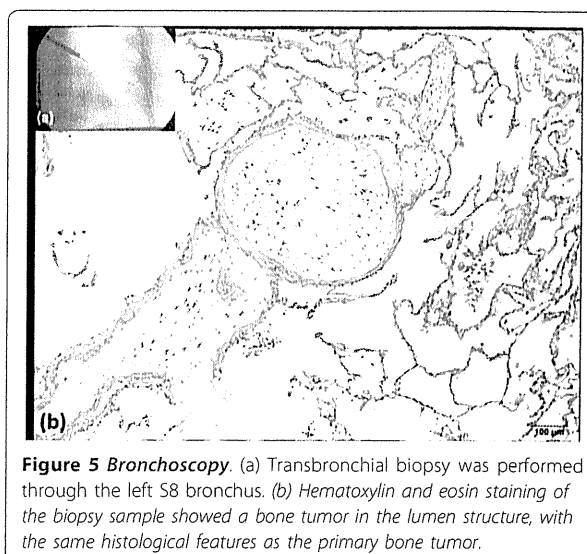 (a)
(b)
100 µm
Figure 5 Bronchoscopy. (a) Transbronchial biopsy was performed
through the left S8 bronchus. (b) Hematoxylin and eosin staining of
the biopsy sample showed a bone tumor in the lumen structure, with
the same histological features as the primary bone tumor.